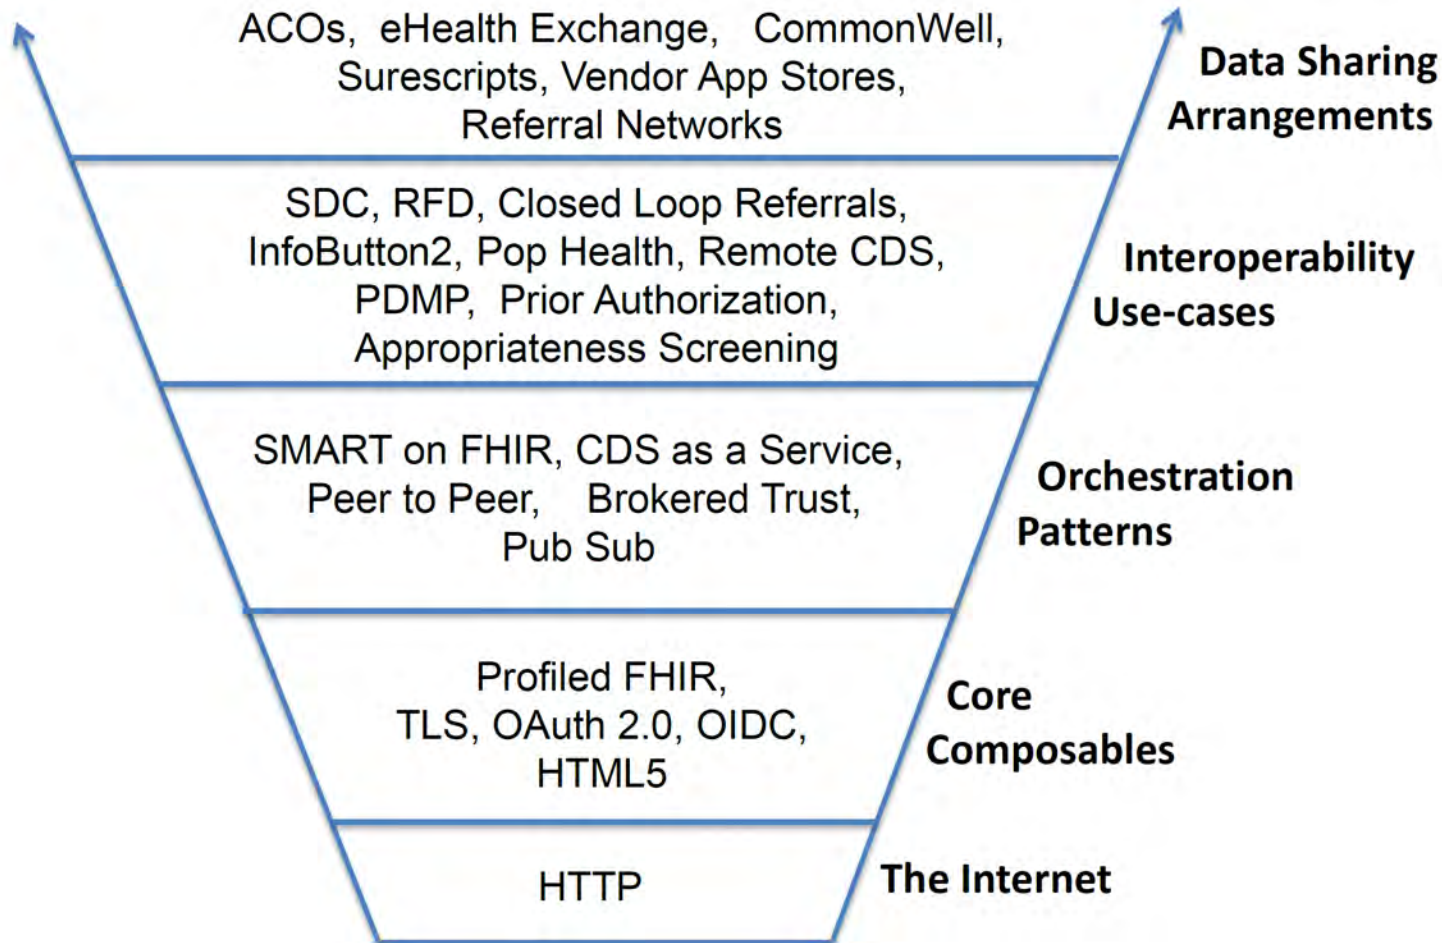 ACOs, eHealth Exchange, CommonWell,
Surescripts, Vendor App Stores,
Referral Networks
Data Sharing
Arrangements
SDC, RFD, Closed Loop Referrals,
InfoButton2, Pop Health, Remote CDS,
PDMP, Prior Authorization,
Appropriateness Screening
Interoperability
Use-cases
SMART on FHIR, CDS as a Service,
Peer to Peer, Brokered Trust,
Pub Sub
Orchestration
Patterns
Profiled FHIR,
TLS, OAuth 2.0, OIDC,
HTML5
Core
Composables
HTTP
The Internet